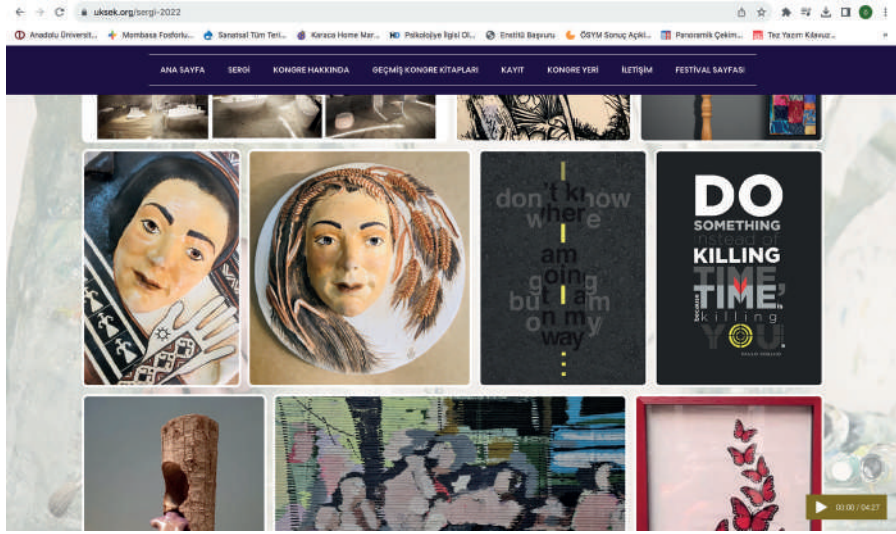 uksek.org/sergi-2022
Anadolu Üniversit... Mombasa Fosforlu... Sanatsal Tüm Teri... Karaca Home Mar... Psikolojiye İlgisi Ol... Enstitü Başvuru ÖSYM Sonuç Açıkl... Panoramik Çekim... Tez Yazım Kılavuz...
ANA SAYFA SERGİ KONGRE HAKKINDA GEÇMİŞ KONGRE KİTAPLARI KAYIT KONGRE YERİ İLETİŞİM FESTİVAL SAYFASI
don't know
where
am
going
but I am
on my
way
DO
SOMETHING
instead of
KILLING
TIME
because
TIME'
killing
YOU!
00:00 / 04:27